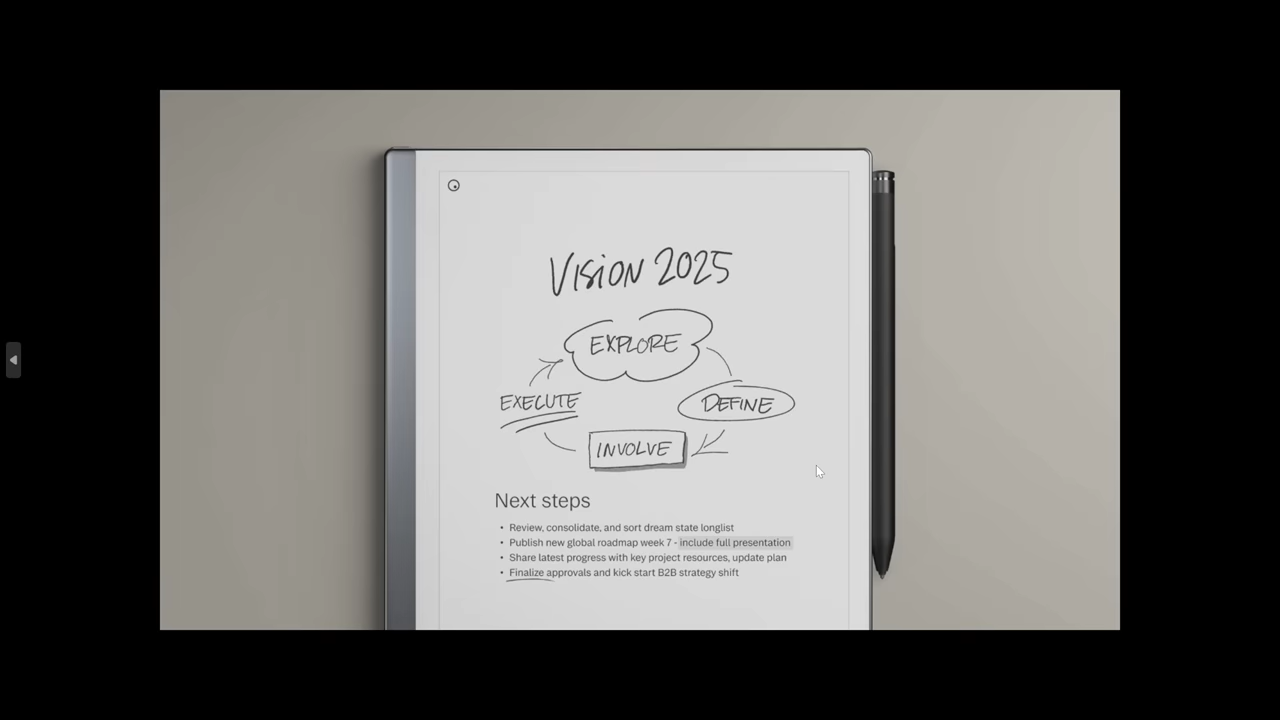 Vision 2025
EXPLORE
EXECUTE
DEFINE
INVOLVE
Next steps
• Review, consolidate, and sort dream state longlist
• Publish new global roadmap week 7 - include full presentation
• Share latest progress with key project resources, update plan
• Finalize approvals and kick start B2B strategy shift